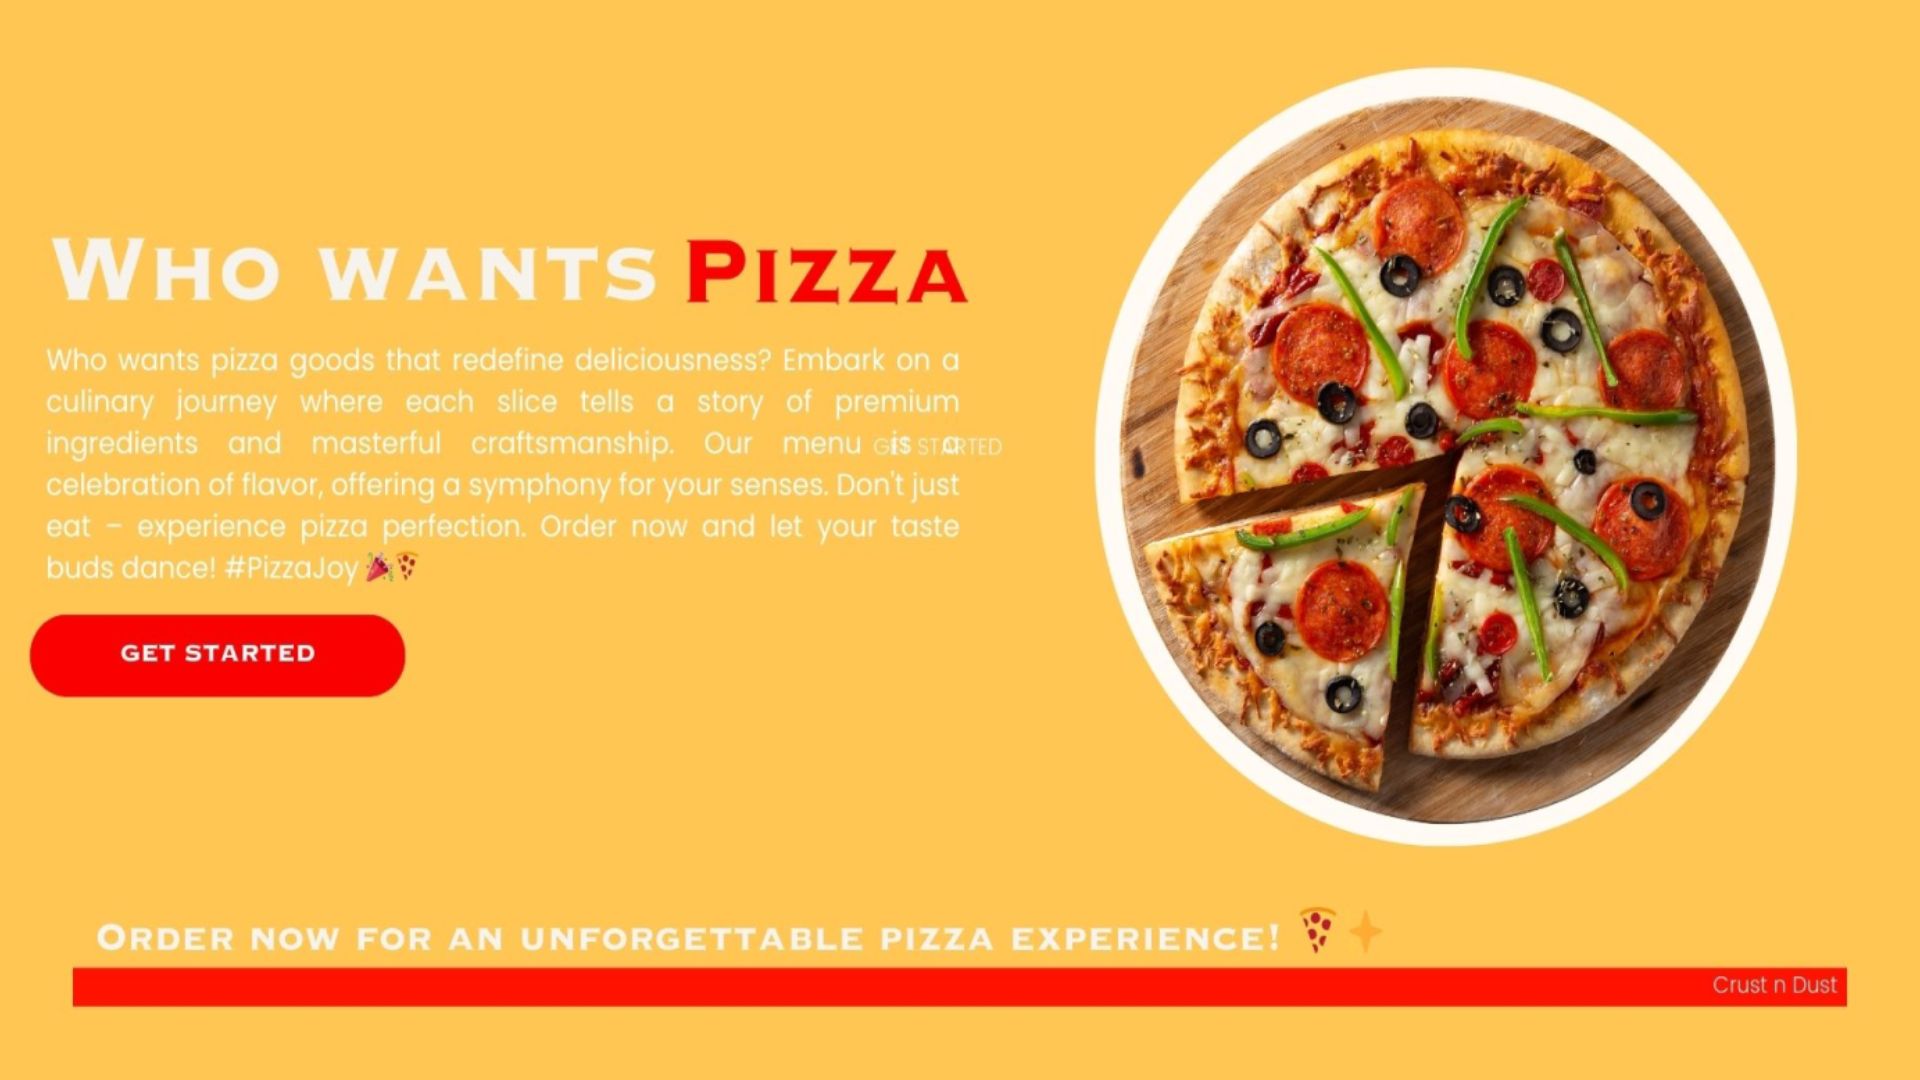 Who wants Pizza
Who wants pizza goods that redefine deliciousness? Embark on a
culinary journey where each slice tells a story of premium
ingredients and masterful craftsmanship. Our menu is a
GET STARTED
celebration of flavor, offering a symphony for your senses. Don't just
eat – experience pizza perfection. Order now and let your taste
buds dance! #PizzaJoy 🎉🍕
GET STARTED
Order now for an unforgettable pizza experience! 🍕✨
Crust n Dust